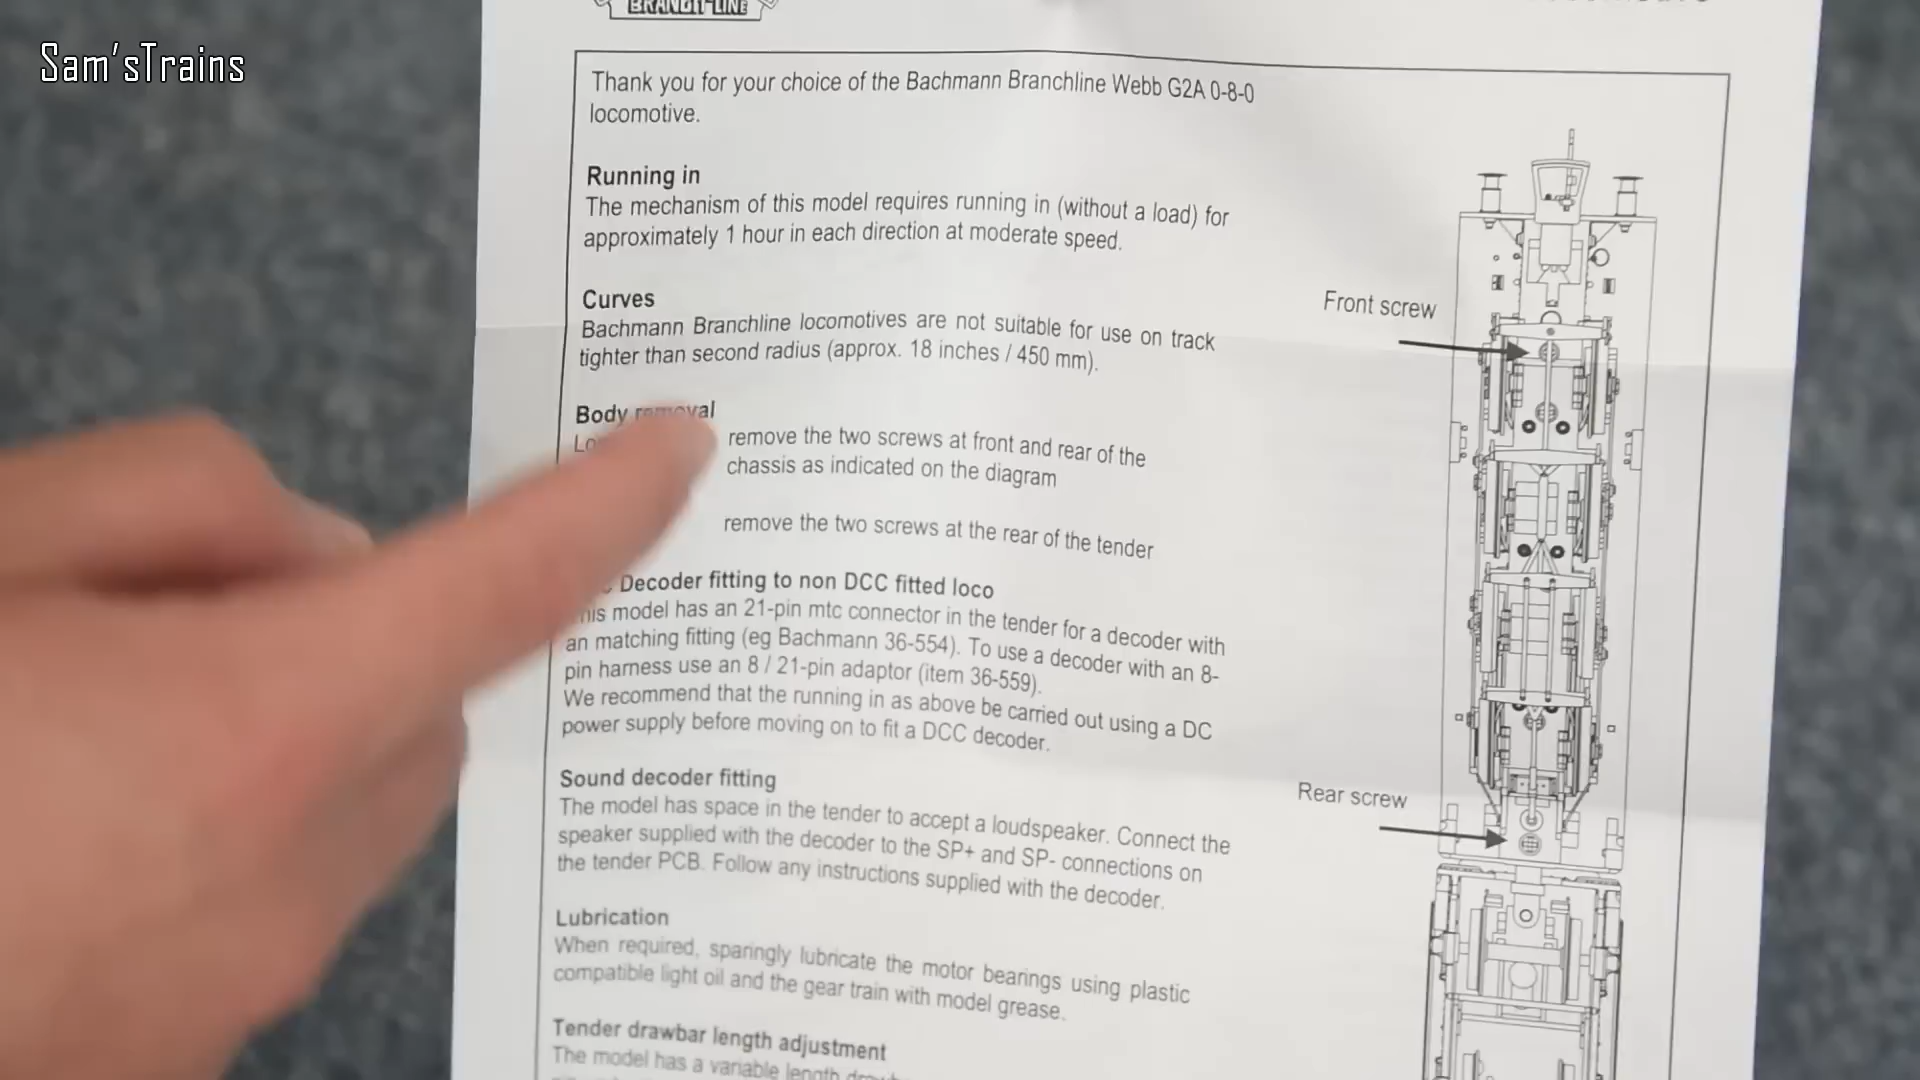 BRANCH-LINE
Sam'sTrains
Thank you for your choice of the Bachmann Branchline Webb G2A 0-8-0
locomotive.
Running in
The mechanism of this model requires running in (without a load) for
approximately 1 hour in each direction at moderate speed.
Curves
Bachmann Branchline locomotives are not suitable for use on track
tighter than second radius (approx. 18 inches / 450 mm).
Body removal
remove the two screws at front and rear of the
chassis as indicated on the diagram
remove the two screws at the rear of the tender
Decoder fitting to non DCC fitted loco
This model has an 21-pin mtc connector in the tender for a decoder with
an matching fitting (eg Bachmann 36-554). To use a decoder with an 8-
pin harness use an 8 / 21-pin adaptor (item 36-559).
We recommend that the running in as above be carried out using a DC
power supply before moving on to fit a DCC decoder.
Sound decoder fitting
The model has space in the tender to accept a loudspeaker. Connect the
speaker supplied with the decoder to the SP+ and SP- connections on
the tender PCB. Follow any instructions supplied with the decoder.
Lubrication
When required, sparingly lubricate the motor bearings using plastic
compatible light oil and the gear train with model grease.
Tender drawbar length adjustment
The model has a variable length
Front screw
Rear screw